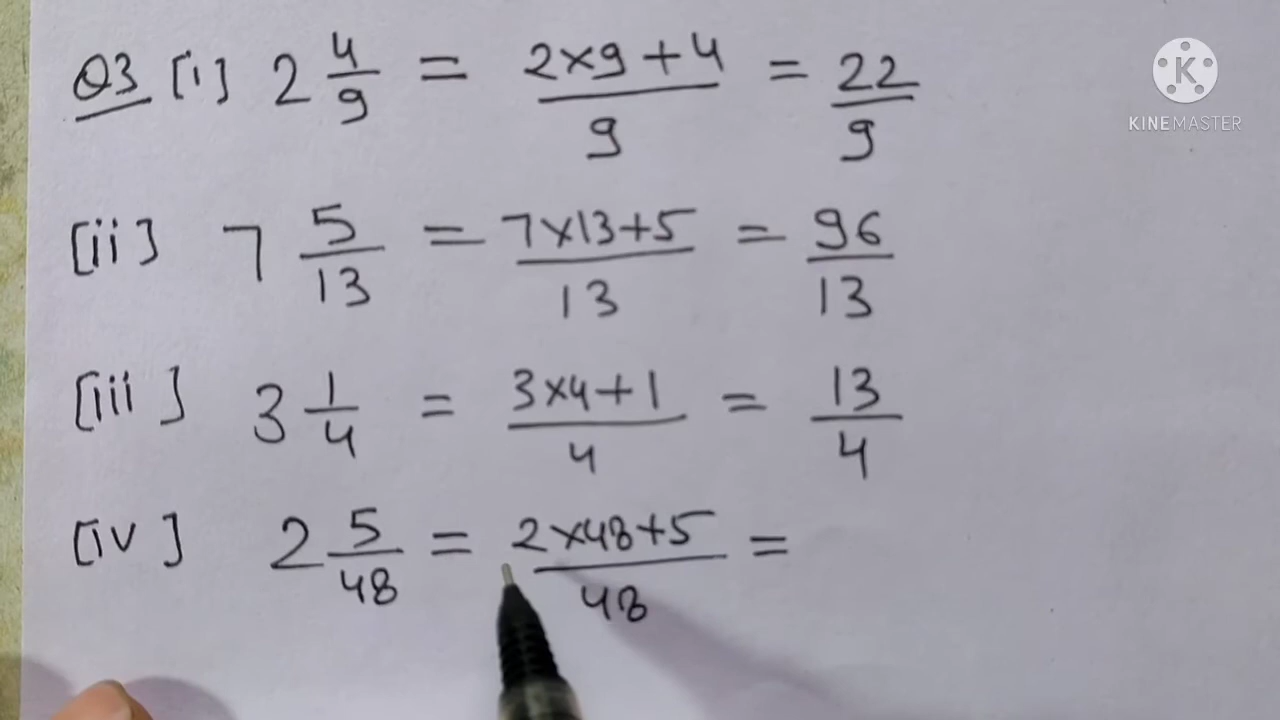 Q3 [i] 2 4/9 = 2×9+4/9 = 22/9
[ii] 7 5/13 = 7×13+5/13 = 96/13
[iii] 3 1/4 = 3×4+1/4 = 13/4
[iv] 2 5/48 = 2×48+5/48 =
K
KINEMASTER